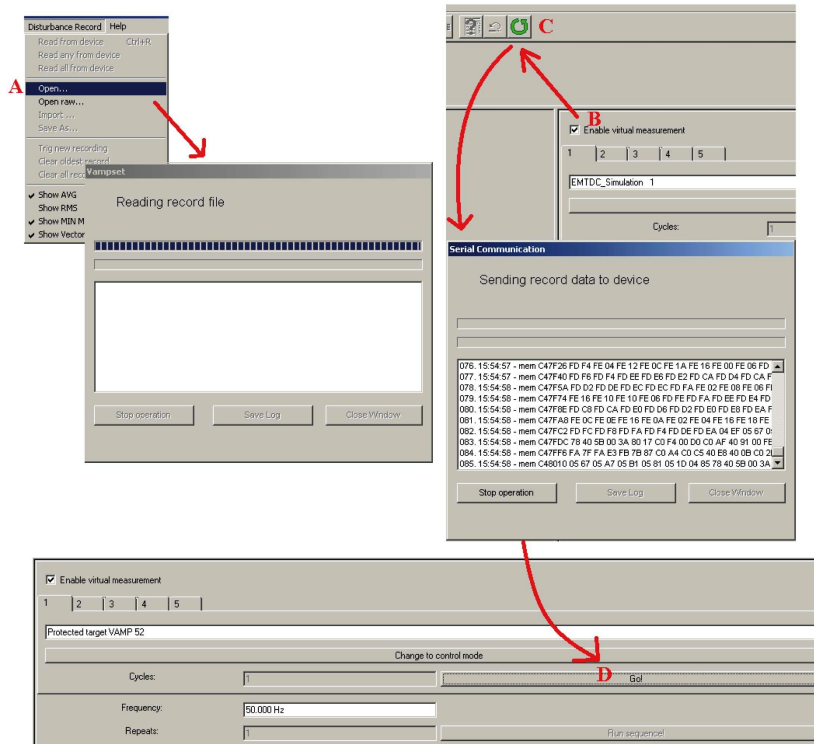 Disturbance Record Help
Read from device Ctrl+R
Read any from device
Read all from device
A
Open...
Open raw...
Import ...
Save As...
Trig new recording
Clear oldest record
Clear all
Show AVG
Show RMS
Show MIN M
Show Vector
Vampset
Reading record file
Stop operation Save Log Close Window
C
B
Enable virtual measurement
1 2 3 4 5
EMTDC_Simulation 1
Cycles: 1
Serial Communication
Sending record data to device
076. 15:54:57 - mem C47F26 FD F4 FE 04 FE 12 FE 0C FE 1A FE 16 FE 00 FE 06 FD
077. 15:54:57 - mem C47F40 FD F6 FD F4 FD EE FD E6 FD E2 FD CA FD D4 FD CA F
078. 15:54:58 - mem C47F5A FD D2 FD DE FD EC FD EC FD FA FE 02 FE 08 FE 06 F
079. 15:54:58 - mem C47F74 FE 16 FE 10 FE 10 FE 06 FD FE FD FA FD EE FD E4 FD
080. 15:54:58 - mem C47F8E FD C8 FD CA FD E0 FD D6 FD D2 FD E0 FD E8 FD EA F
081. 15:54:58 - mem C47FA8 FE 0C FE 0E FE 16 FE 0A FE 02 FE 04 FE 16 FE 18 FE
082. 15:54:58 - mem C47FC2 FD FC FD F8 FD FA FD F4 FD DE FD EA 04 EF 05 67 0
083. 15:54:58 - mem C47FDC 78 40 5B 00 3A 80 17 C0 F4 00 D0 C0 AF 40 91 00 FE
084. 15:54:58 - mem C47FF6 FA 7F FA E3 FB 7B 87 C0 A4 C0 C5 40 E8 40 0B C0 2
085. 15:54:58 - mem C48010 05 67 05 A7 05 B1 05 81 05 1D 04 85 78 40 5B 00 3A
Stop operation Save Log Close Window
Enable virtual measurement
1 2 3 4 5
Protected target VAMP 52
Change to control mode
Cycles: 1 D Go!
Frequency: 50.000 Hz
Repeats: 1 Run sequence!